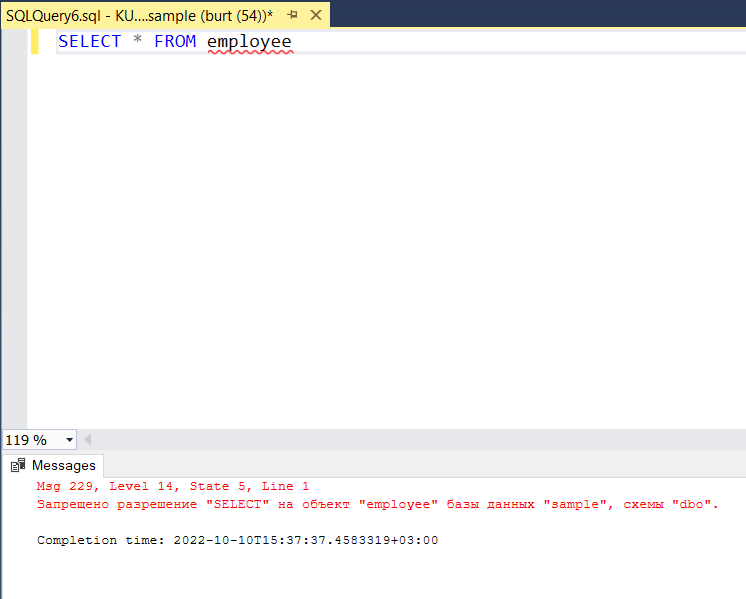 SQLQuery6.sql - KU....sample (burt (54))*
SELECT * FROM employee
119 %
Messages
Msg 229, Level 14, State 5, Line 1
Запрещено разрешение "SELECT" на объект "employee" базы данных "sample", схемы "dbo".
Completion time: 2022-10-10T15:37:37.4583319+03:00